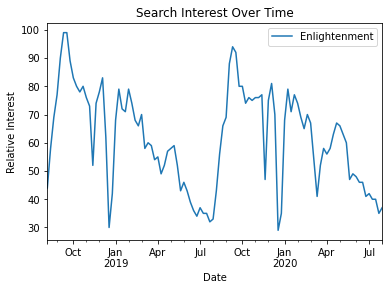 Search Interest Over Time
Enlightenment
Relative Interest
100
90
80
70
60
50
40
30
Oct
Jan
2019
Apr
Jul
Oct
Jan
2020
Apr
Jul
Date